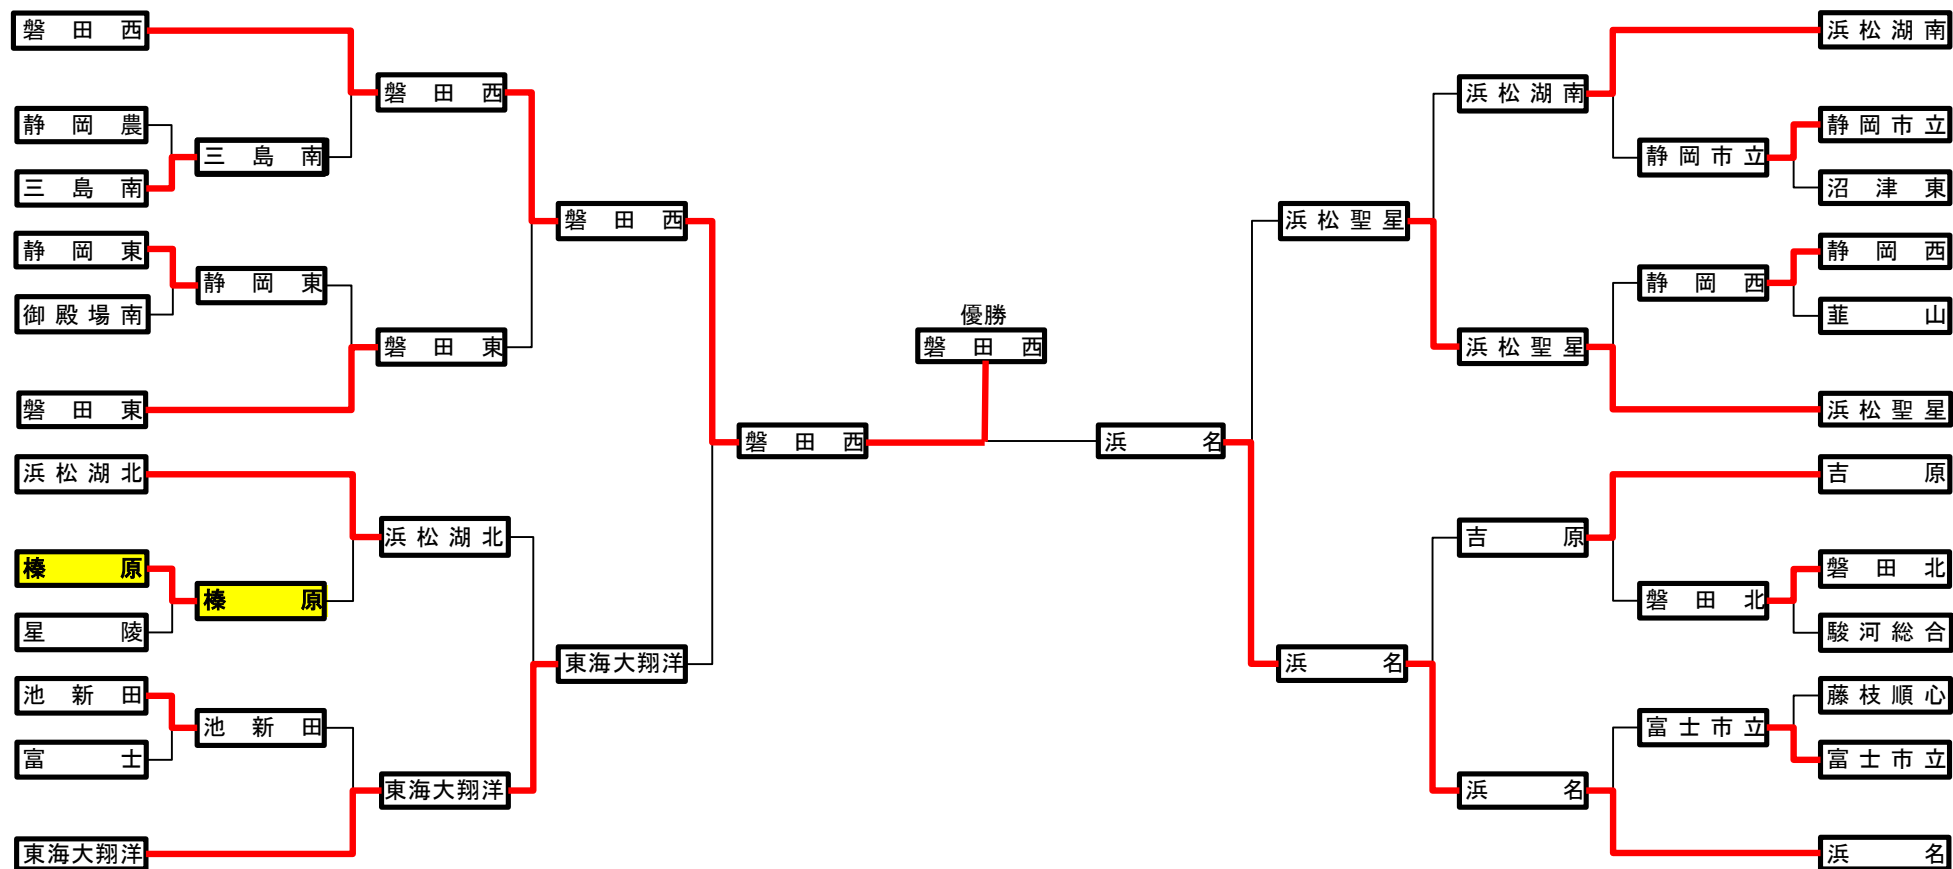 磐田西
静岡農
三島南
静岡東
御殿場南
磐田東
浜松湖北
榛原
星陵
池新田
富士
東海大翔洋
三島南
静岡東
榛原
池新田
磐田西
磐田東
浜松湖北
東海大翔洋
磐田西
東海大翔洋
磐田西
優勝
磐田西
浜名
浜松聖星
浜名
浜松湖南
浜松聖星
吉原
浜名
静岡市立
静岡西
磐田北
富士市立
浜松湖南
静岡市立
沼津東
静岡西
韮山
浜松聖星
吉原
磐田北
駿河総合
藤枝順心
富士市立
浜名